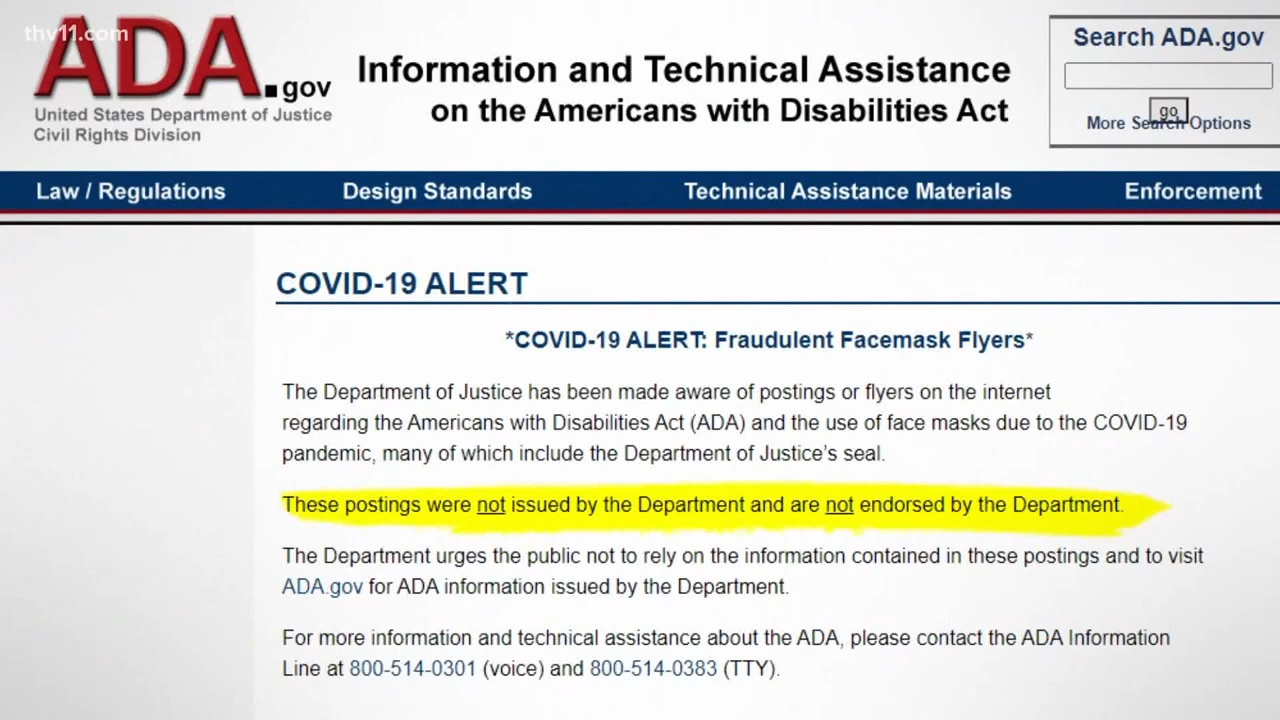 thv11.com
ADA.gov
United States Department of Justice
Civil Rights Division
Information and Technical Assistance
on the Americans with Disabilities Act
Search ADA.gov
go
More Search Options
Law / Regulations
Design Standards
Technical Assistance Materials
Enforcement
COVID-19 ALERT
*COVID-19 ALERT: Fraudulent Facemask Flyers*
The Department of Justice has been made aware of postings or flyers on the internet
regarding the Americans with Disabilities Act (ADA) and the use of face masks due to the COVID-19
pandemic, many of which include the Department of Justice’s seal.
These postings were not issued by the Department and are not endorsed by the Department.
The Department urges the public not to rely on the information contained in these postings and to visit
ADA.gov for ADA information issued by the Department.
For more information and technical assistance about the ADA, please contact the ADA Information
Line at 800-514-0301 (voice) and 800-514-0383 (TTY).